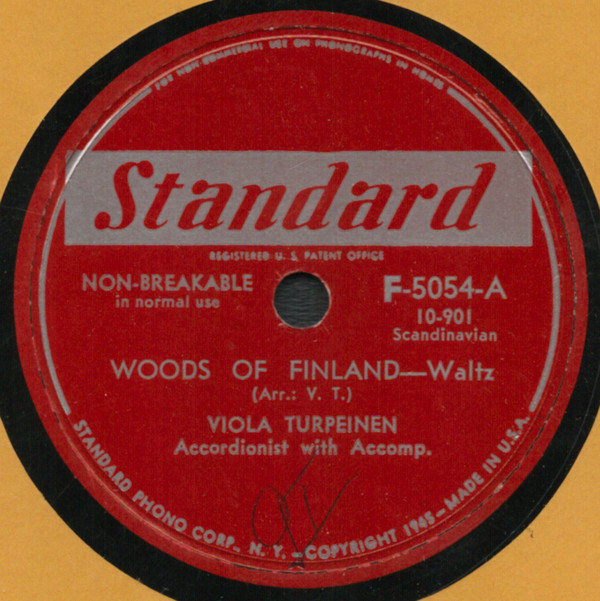 FOR NON-COMMERCIAL USE ON PHONOGRAPHS IN HOMES
Standard
REGISTERED U. S. PATENT OFFICE
NON-BREAKABLE
in normal use
F-5054-A
10-901
Scandinavian
WOODS OF FINLAND—Waltz
(Arr.: V. T.)
VIOLA TURPEINEN
Accordionist with Accomp.
STANDARD PHONO CORP., N. Y. – COPYRIGHT 1945 – MADE IN U.S.A.